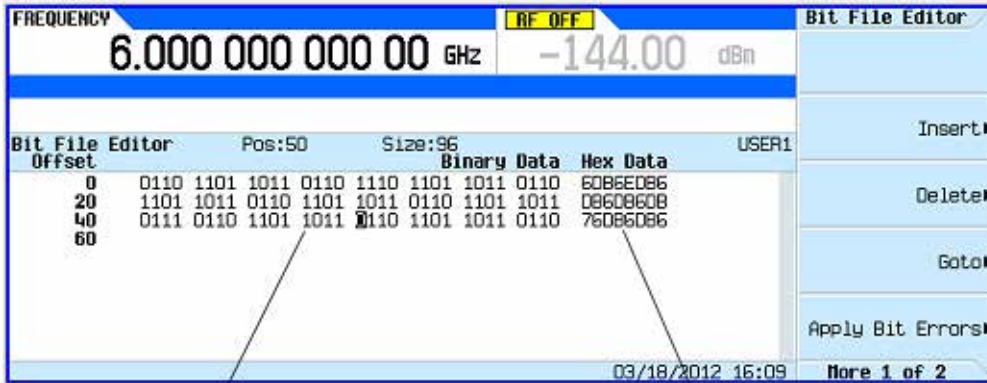 FREQUENCY
6.000 000 000 00 GHz
RF OFF
-144.00 dBm
Bit File Editor Pos:50 Size:96 USER1
Offset Binary Data Hex Data
0 0110 1101 1011 0110 1110 1101 1011 0110 6DB6EDB6
20 1101 1011 0110 1101 1011 0110 1101 1011 DB6DB6DB
40 0111 0110 1101 1011 0110 1101 1011 0110 76DB6DB6
60
03/18/2012 16:09
Bit File Editor
Insert
Delete
Goto
Apply Bit Errors
More 1 of 2